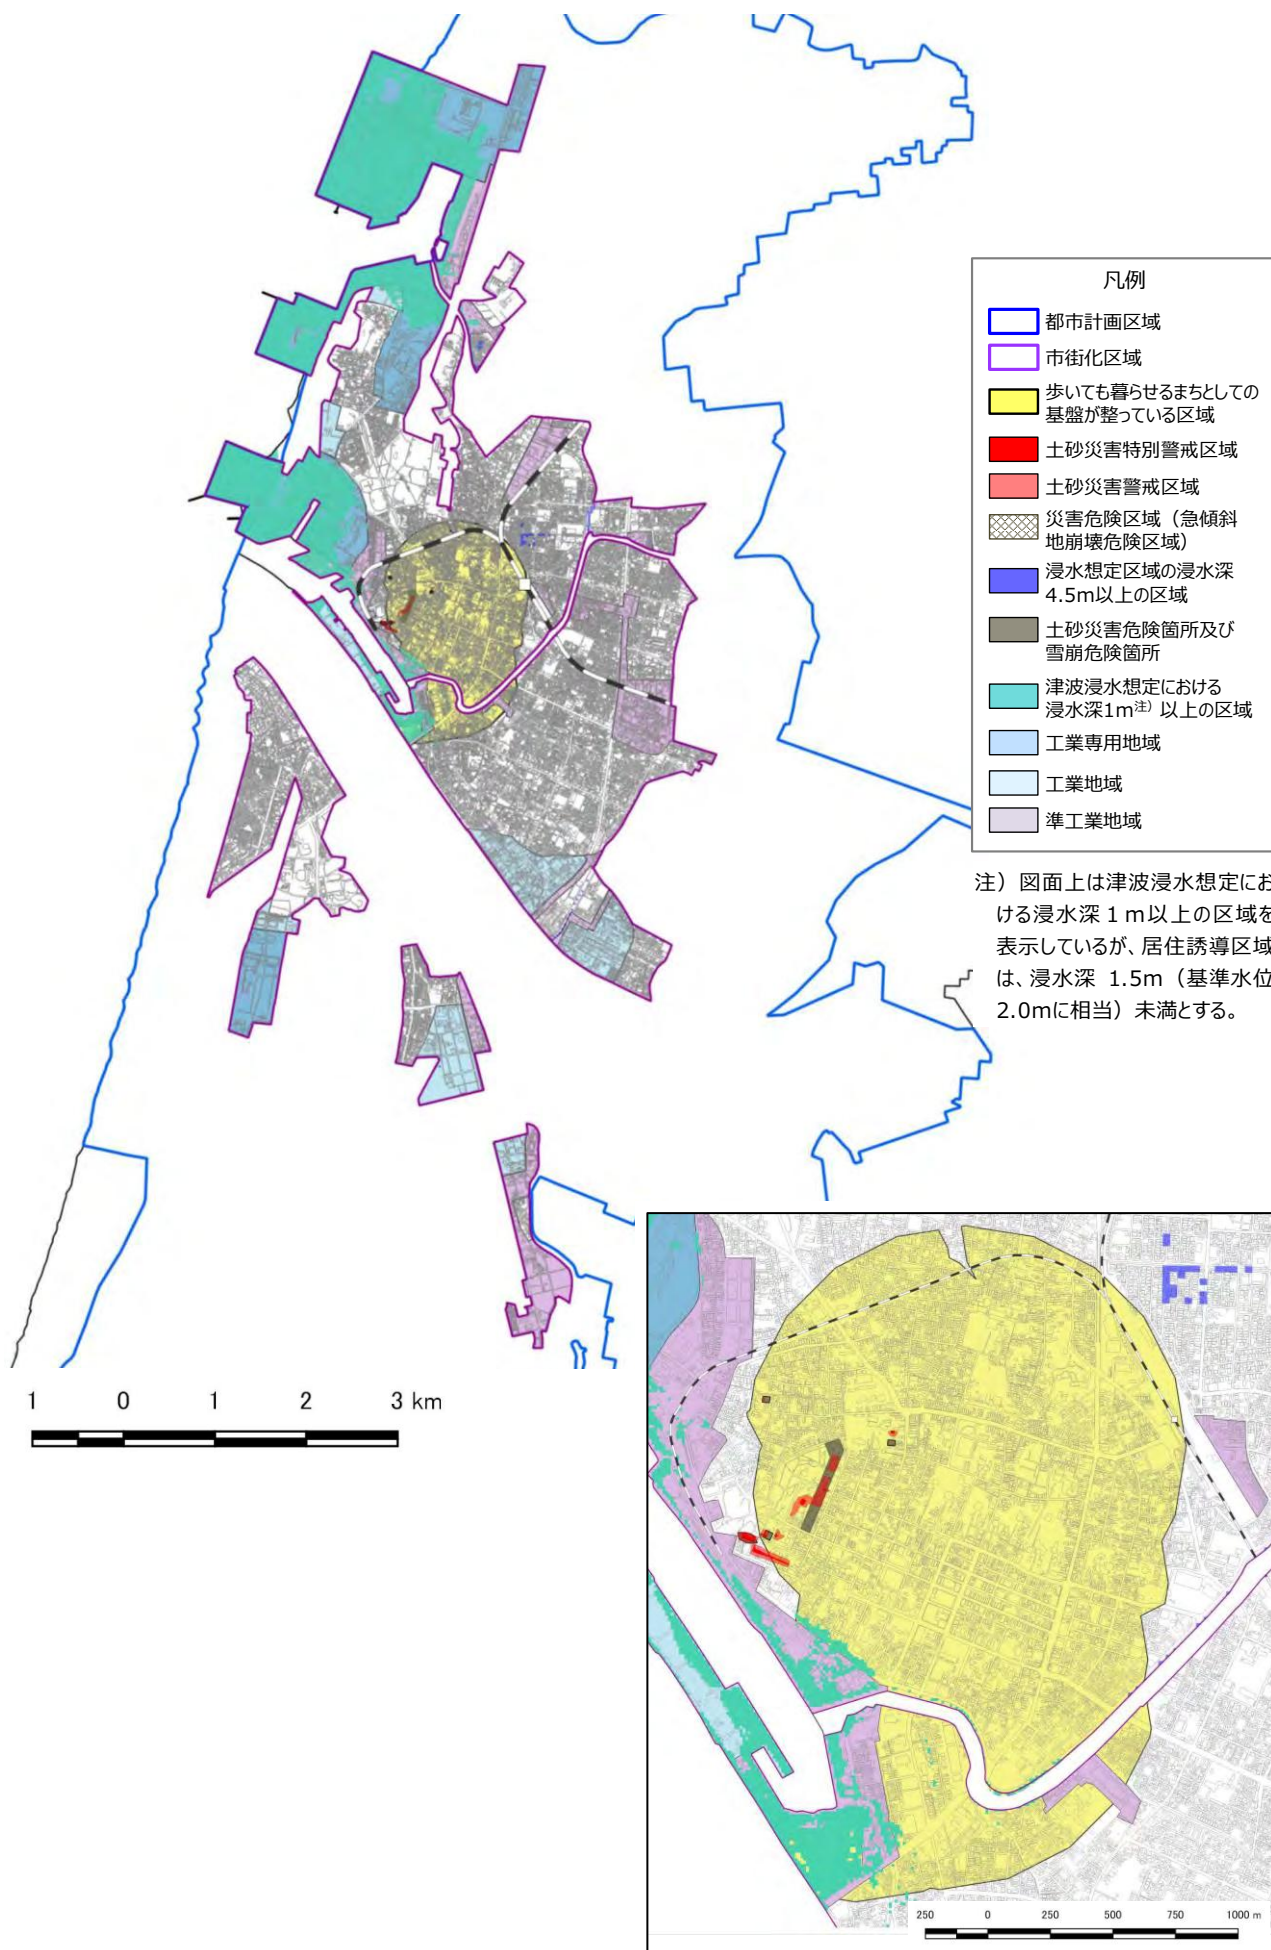 凡例
都市計画区域
市街化区域
歩いても暮らせるまちとしての
基盤が整っている区域
土砂災害特別警戒区域
土砂災害警戒区域
災害危険区域（急傾斜
地崩壊危険区域）
浸水想定区域の浸水深
4.5m以上の区域
土砂災害危険箇所及び
雪崩危険箇所
津波浸水想定における
浸水深1m注）以上の区域
工業専用地域
工業地域
準工業地域
注）図面上は津波浸水想定にお
ける浸水深１ｍ以上の区域を
表示しているが、居住誘導区域
は、浸水深 1.5m（基準水位
2.0mに相当）未満とする。
1 0 1 2 3 km
250 0 250 500 750 1000 m